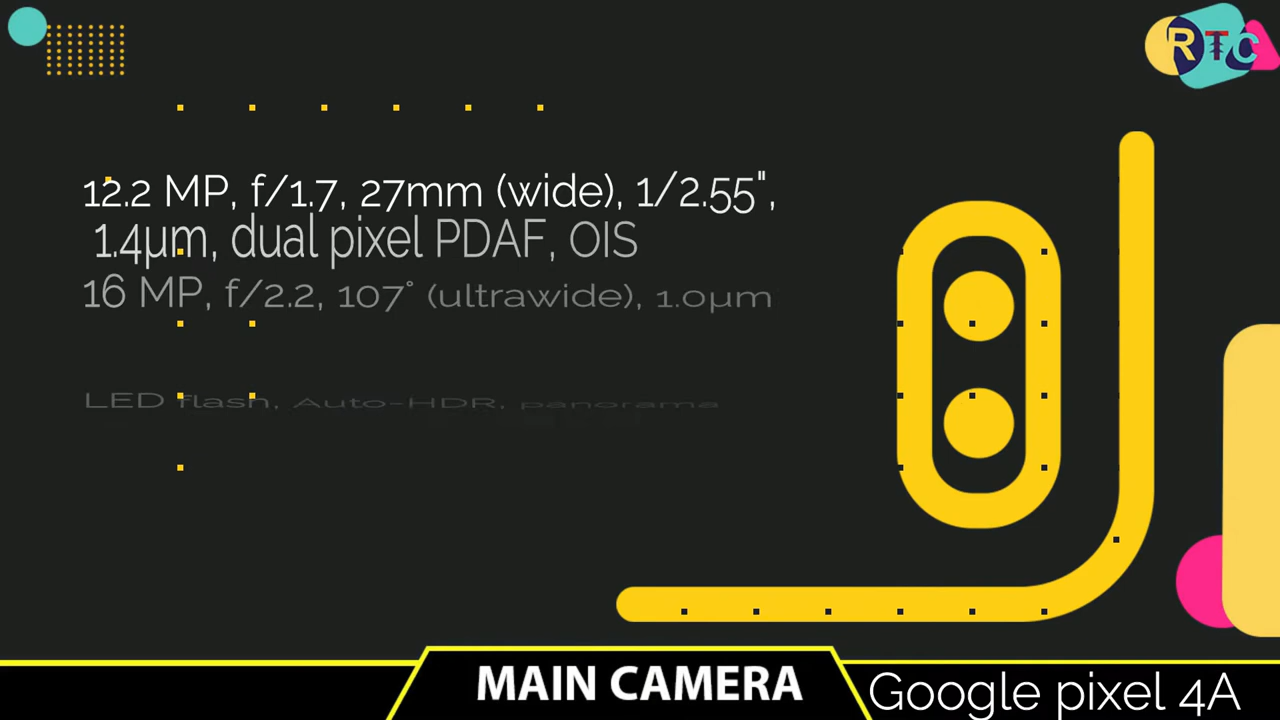 RTC
12.2 MP, f/1.7, 27mm (wide), 1/2.55",
1.4µm, dual pixel PDAF, OIS
16 MP, f/2.2, 107° (ultrawide), 1.0µm
LED flash, Auto-HDR, panorama
MAIN CAMERA
Google pixel 4A